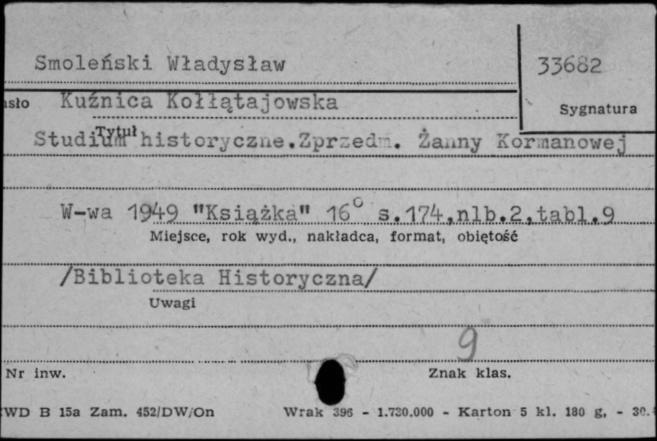 Smoleński Władysław
33682
Kuźnica Kołłątajowska
Sygnatura
Tytuł
Studium historyczne.Zprzedm. Żanny Kormanowej
W-wa 1949 "Książka" 16° s.174,nlb.2,tabl.9
Miejsce, rok wyd., nakładca, format, objętość
/Biblioteka Historyczna/
Uwagi
9
Nr inw.
Znak klas.
WD B 15a Zam. 452/DW/On Wrak 396 - 1.730.000 - Karton 5 kl. 180 g, -